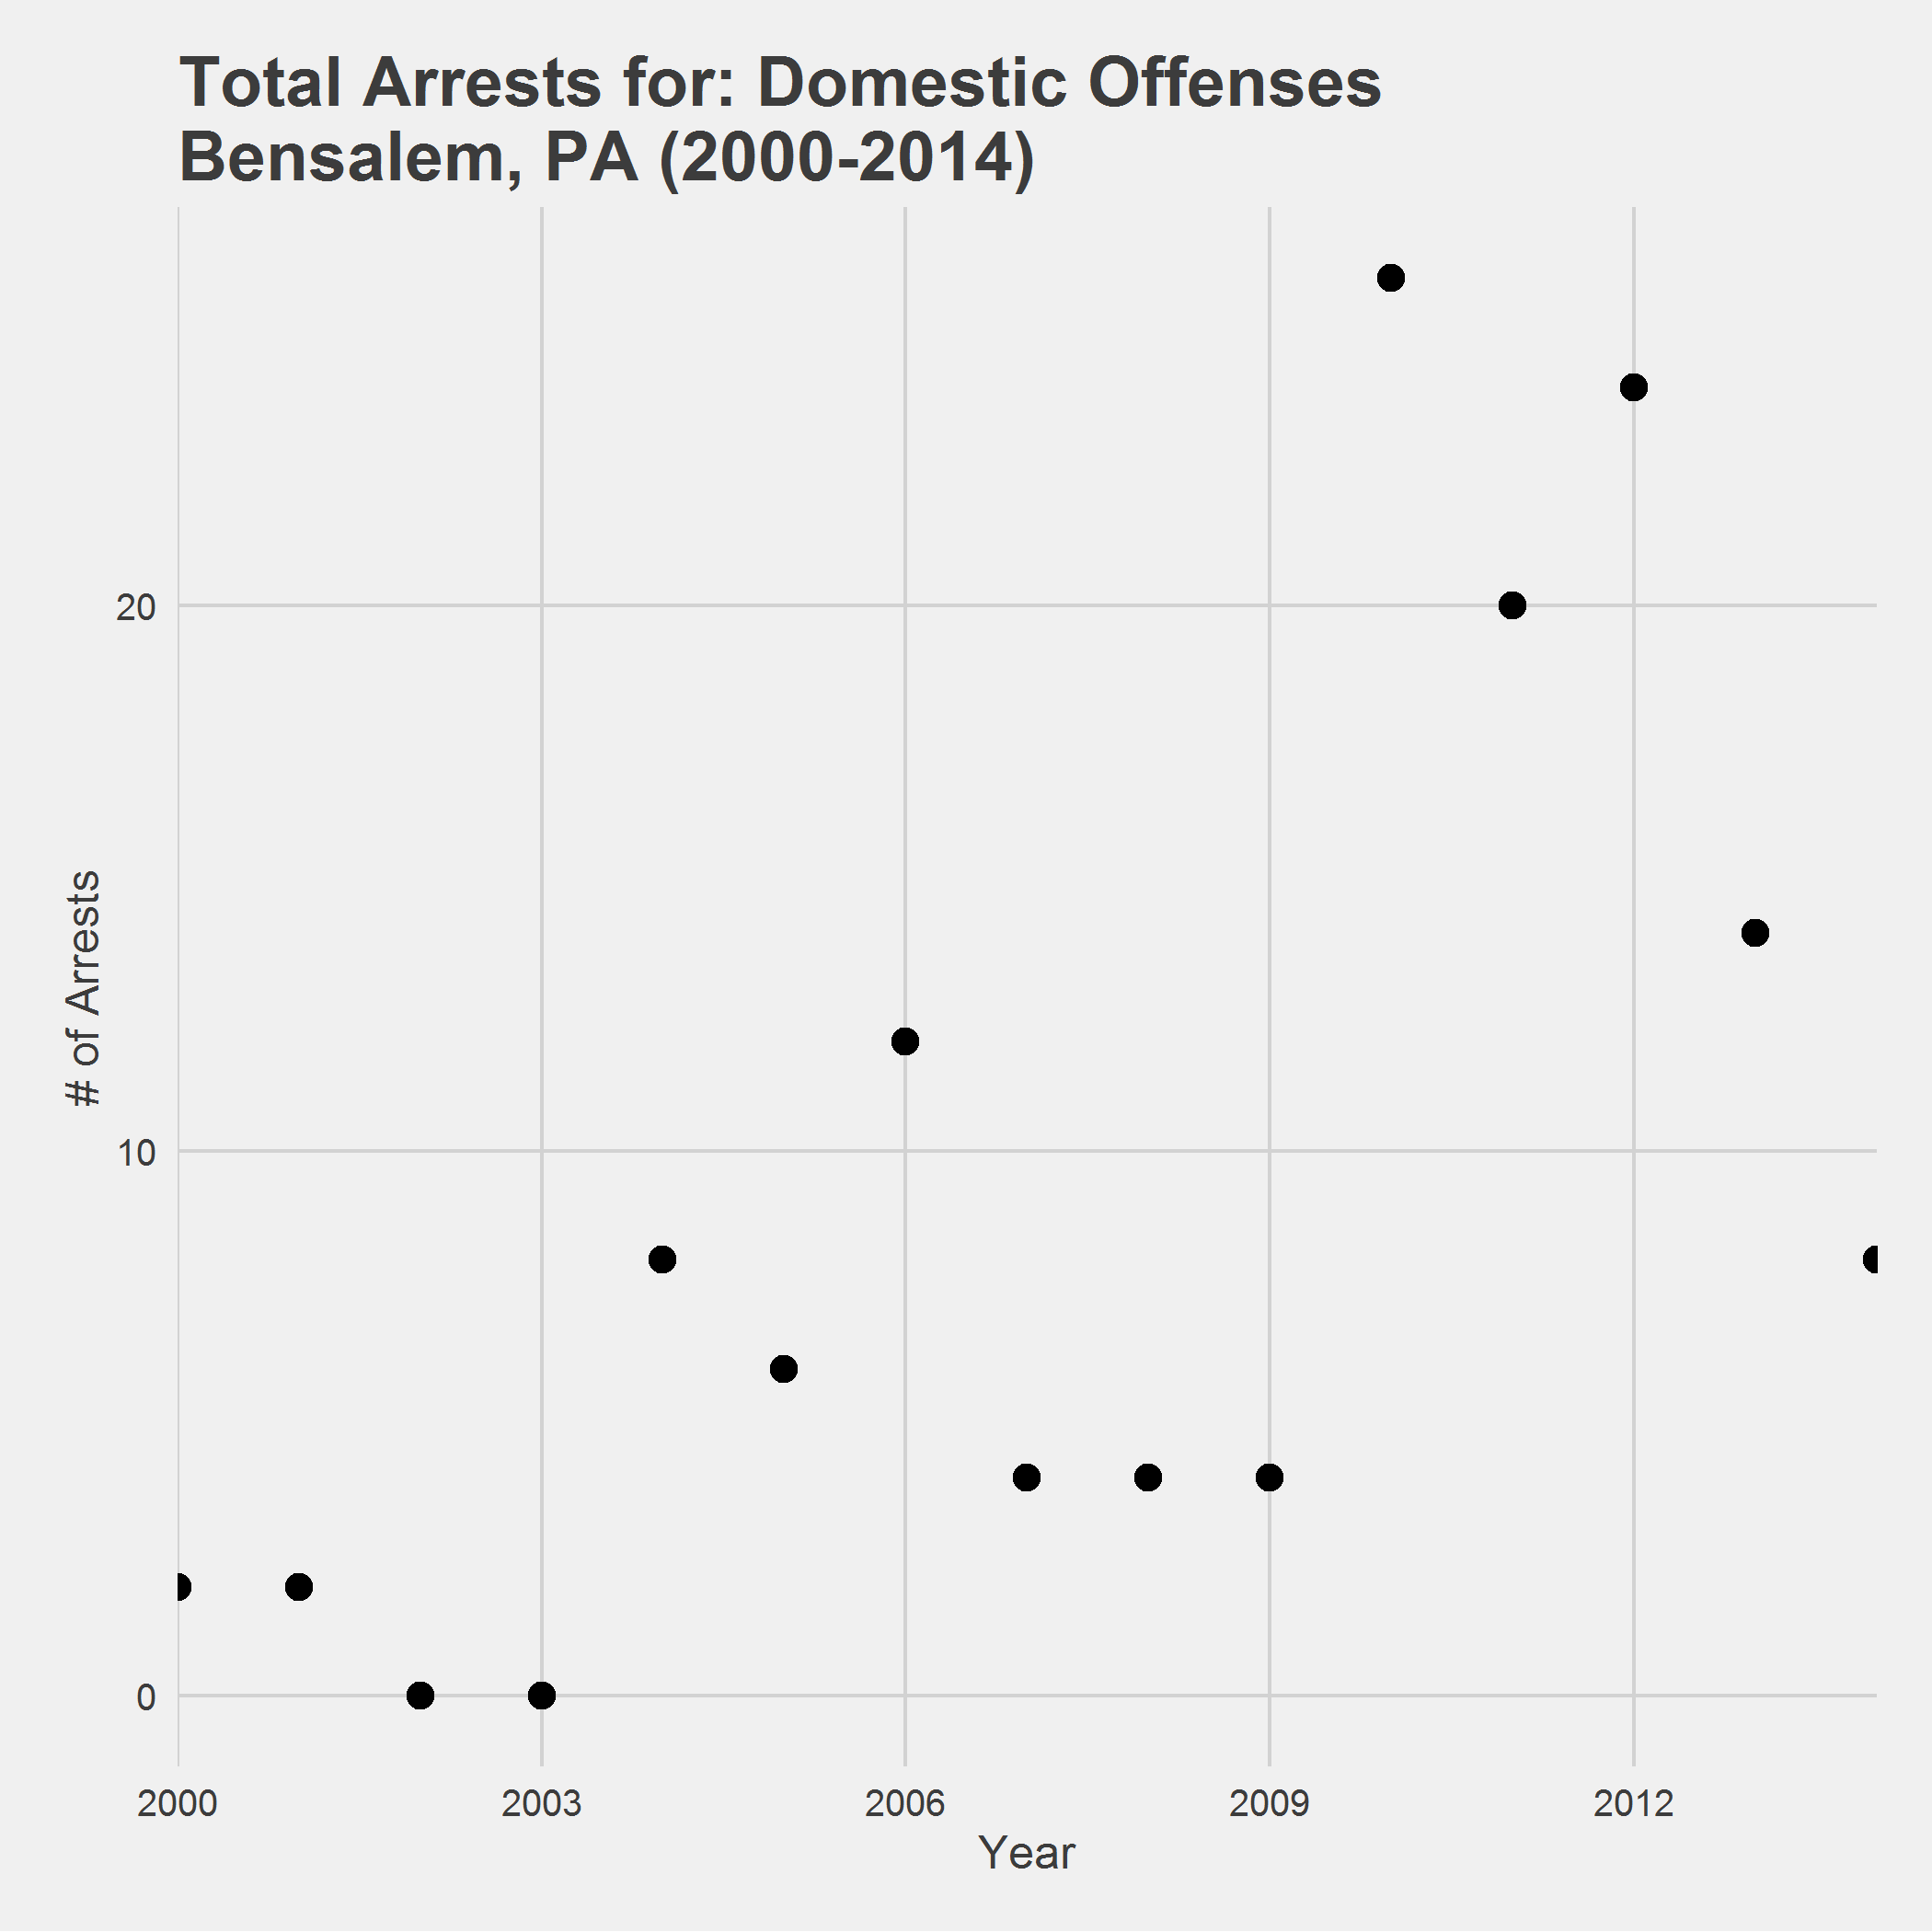 Total Arrests for: Domestic Offenses
Bensalem, PA (2000-2014)
20
10
0
# of Arrests
2000 2003 2006 2009 2012
Year